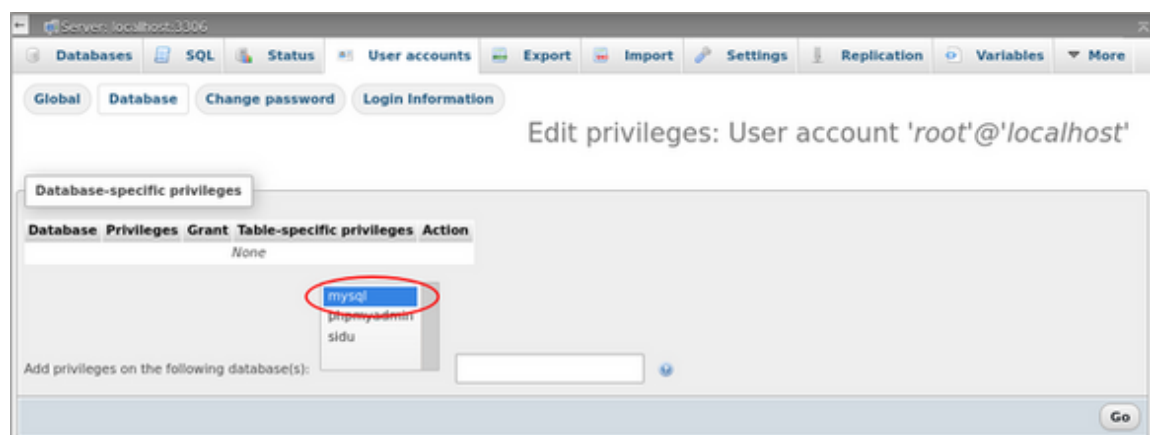 Server: localhost:3306
Databases SQL Status User accounts Export Import Settings Replication Variables More
Global Database Change password Login Information
Edit privileges: User account 'root'@'localhost'
Database-specific privileges
Database Privileges Grant Table-specific privileges Action
None
mysql
phpmyadmin
sidu
Add privileges on the following database(s):
Go